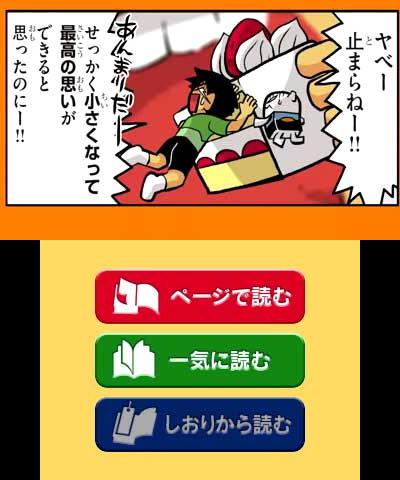 ヤベー
止まらねー!!
あんまりだー
せっかく小さくなって
最高の思いが
できると
思ったのにー!!
ページで読む
一気に読む
しおりから読む